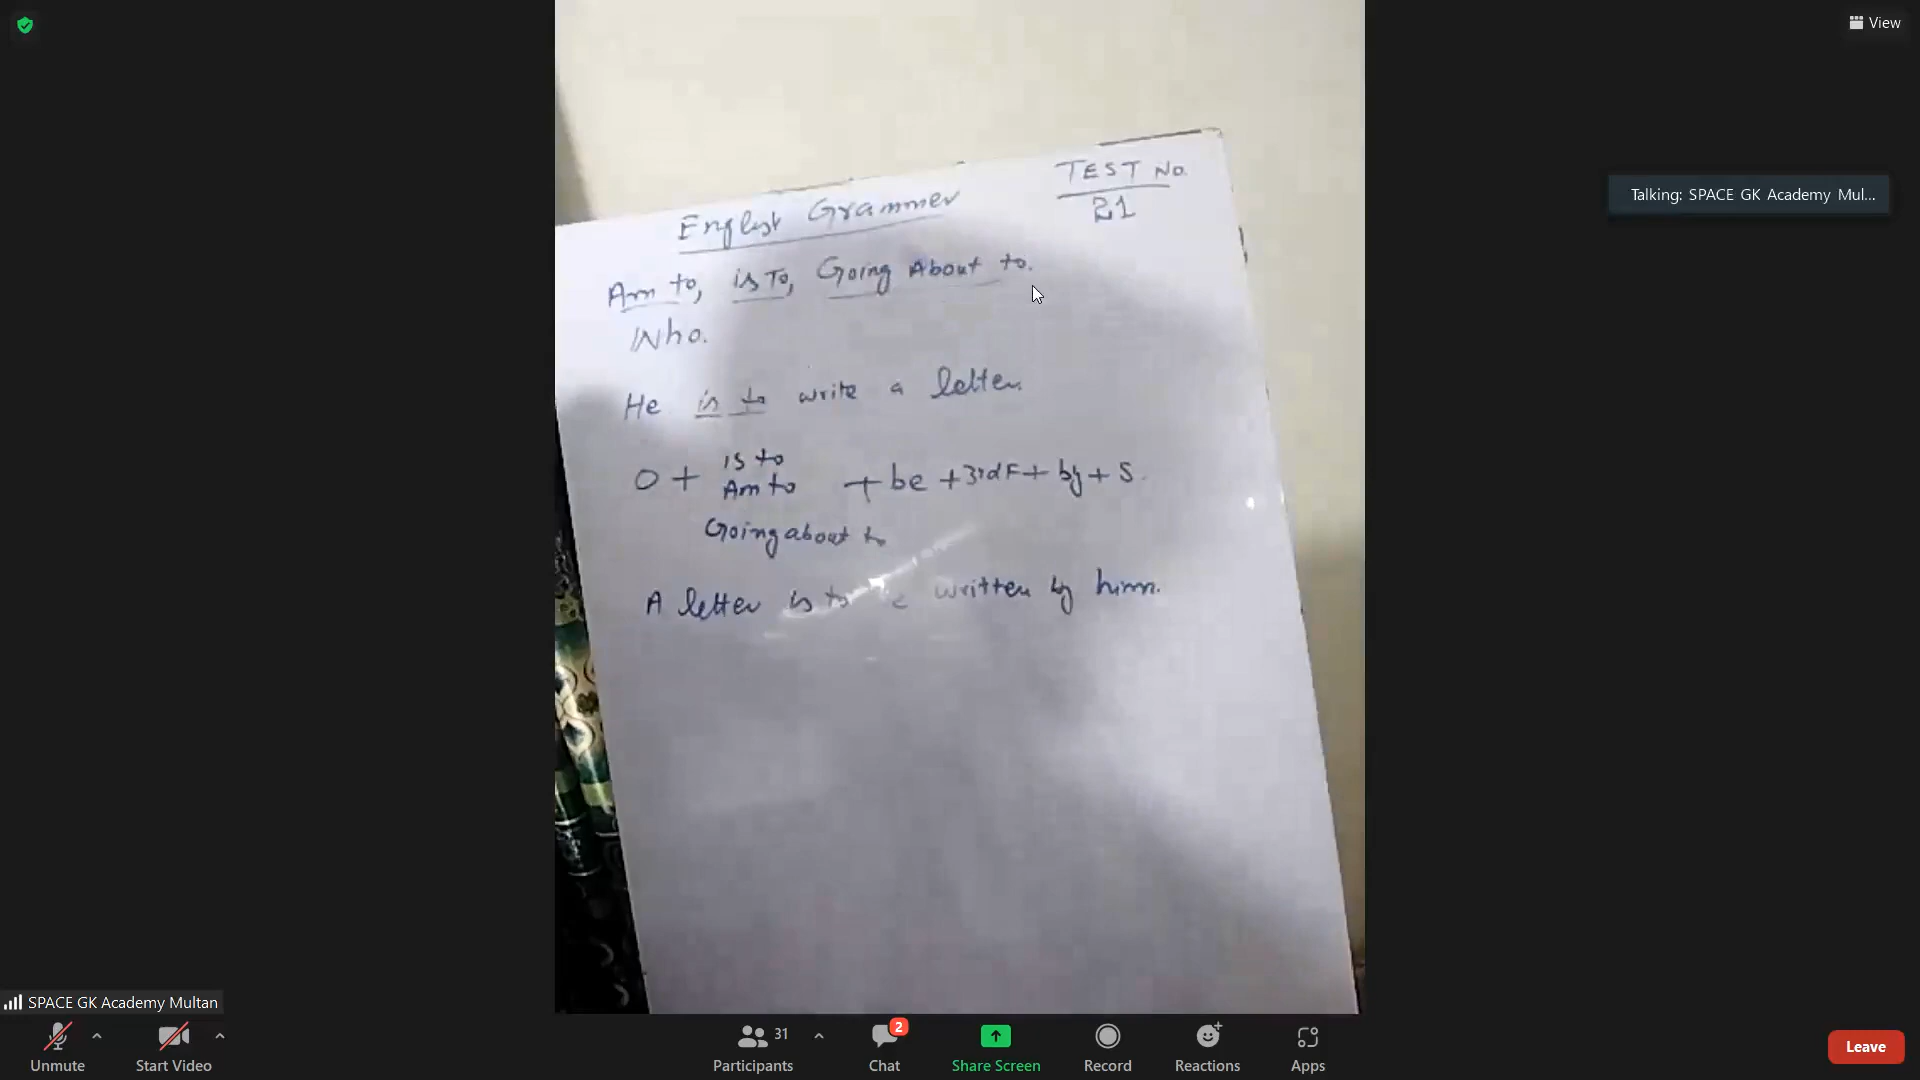 View
Talking: SPACE GK Academy Mul...
TEST No.
21
English Grammer
Am to, is To, Going About to.
Who.
He is to write a letter.
is to
O + Am to + be + 3rd F + by + S.
Going about to
A letter is to written by him.
SPACE GK Academy Multan
Unmute
Start Video
31
Participants
2
Chat
Share Screen
Record
Reactions
Apps
Leave